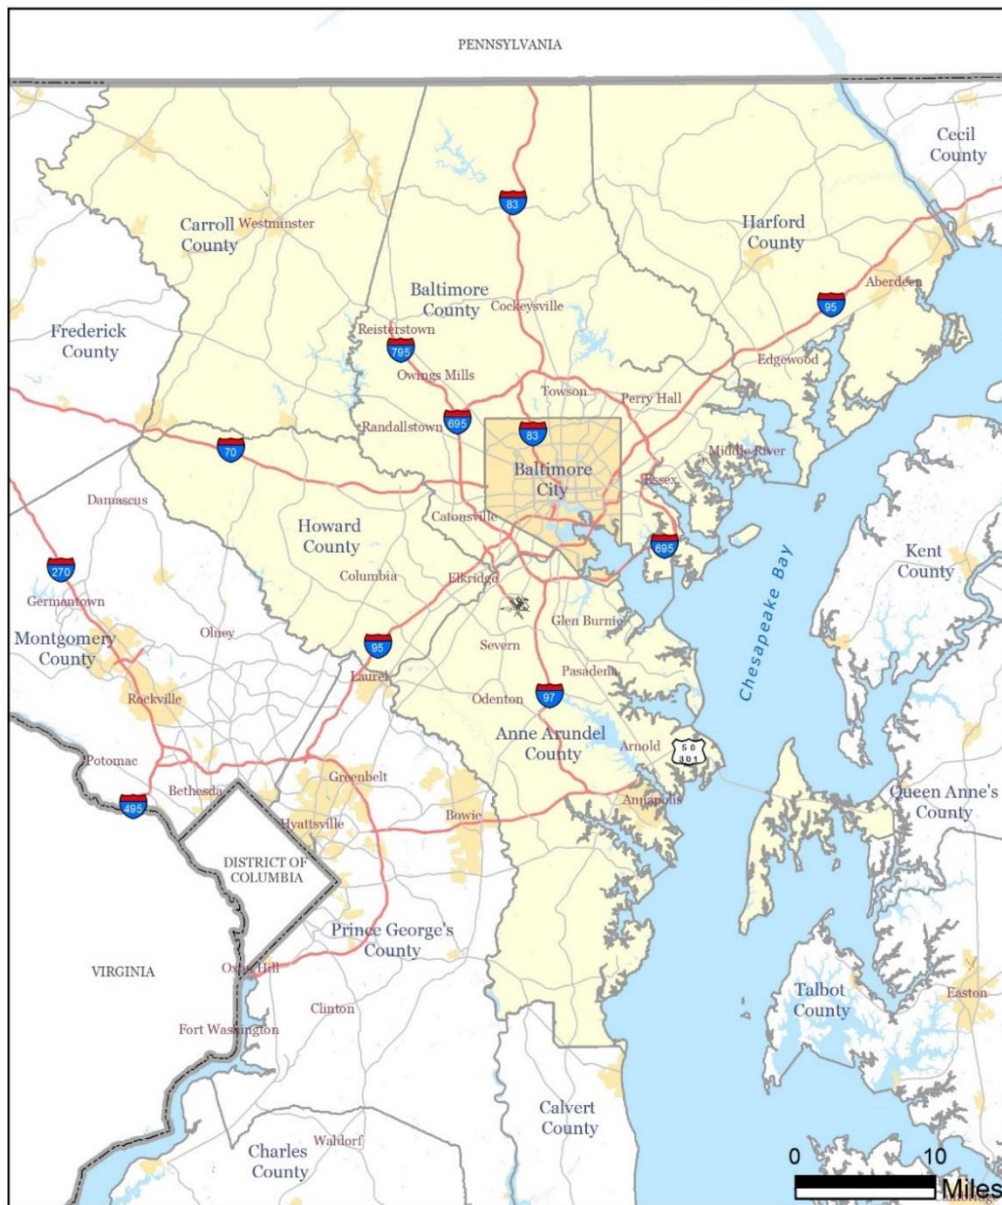 PENNSYLVANIA
Cecil
County
83
Carroll
County
Westminster
Harford
County
Baltimore
County
Cockeysville
Aberdeen
95
Frederick
County
Reisterstown
795
Edgewood
Owings Mills
Towson
Perry Hall
695
Randallstown
83
70
Middle River
Baltimore
City
Essex
Damascus
Catonsville
Howard
County
695
Kent
County
270
Columbia
Elkridge
Germantown
Glen Burnie
Olney
Montgomery
County
95
Severn
Chesapeake Bay
Laurel
Pasadena
Rockville
Odenton
97
Anne Arundel
County
Arnold
50
301
Potomac
Greenbelt
Bethesda
Queen Anne's
County
495
Annapolis
Hyattsville
Bowie
DISTRICT OF
COLUMBIA
Prince George's
County
VIRGINIA
Oxon Hill
Talbot
County
Easton
Clinton
Fort Washington
Calvert
County
Waldorf
Charles
County
0 10
Miles
Cambridge